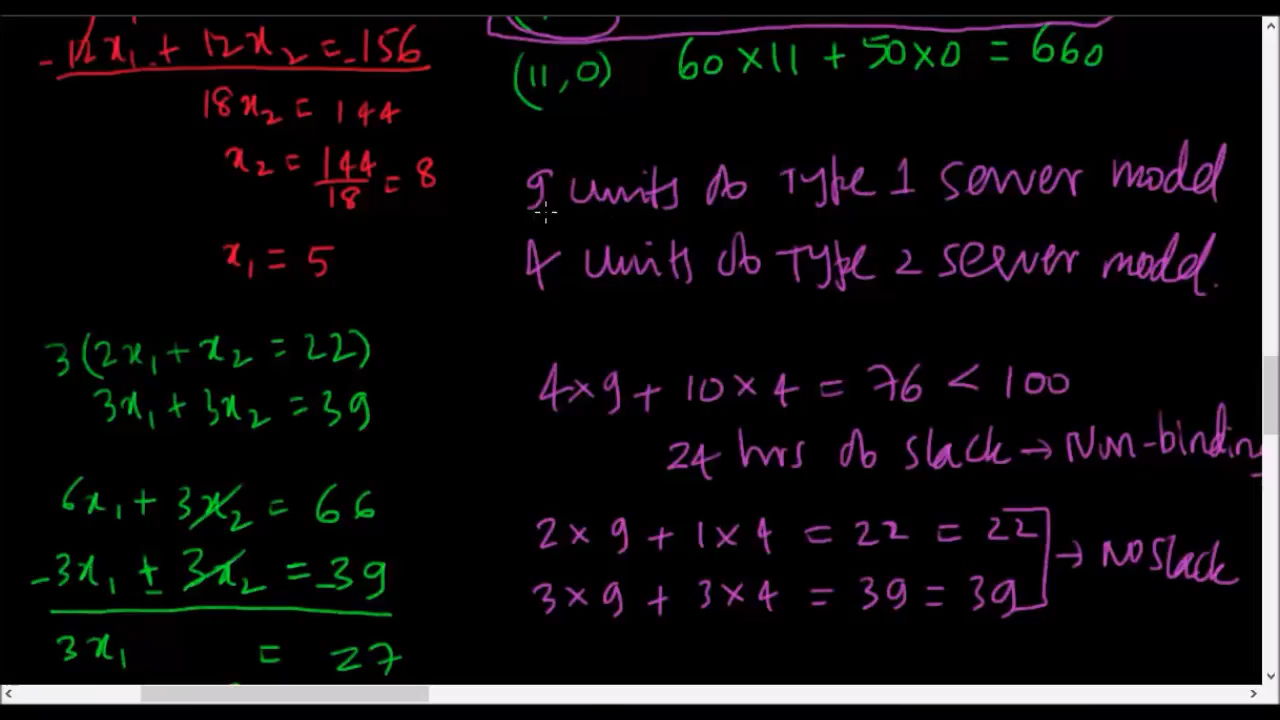 -12x₁ + 12x₂ = -156
18x₂ = 144
x₂ = 144/18 = 8
x₁ = 5
3(2x₁ + x₂ = 22)
3x₁ + 3x₂ = 39
6x₁ + 3x₂ = 66
-3x₁ ± 3x₂ = -39
3x₁ = 27
(11, 0) 60 × 11 + 50 × 0 = 660
9 units of Type 1 server model
4 units of Type 2 server model.
4 × 9 + 10 × 4 = 76 < 100
24 hrs of slack → Non-binding
2 × 9 + 1 × 4 = 22 = 22
3 × 9 + 3 × 4 = 39 = 39
→ No slack